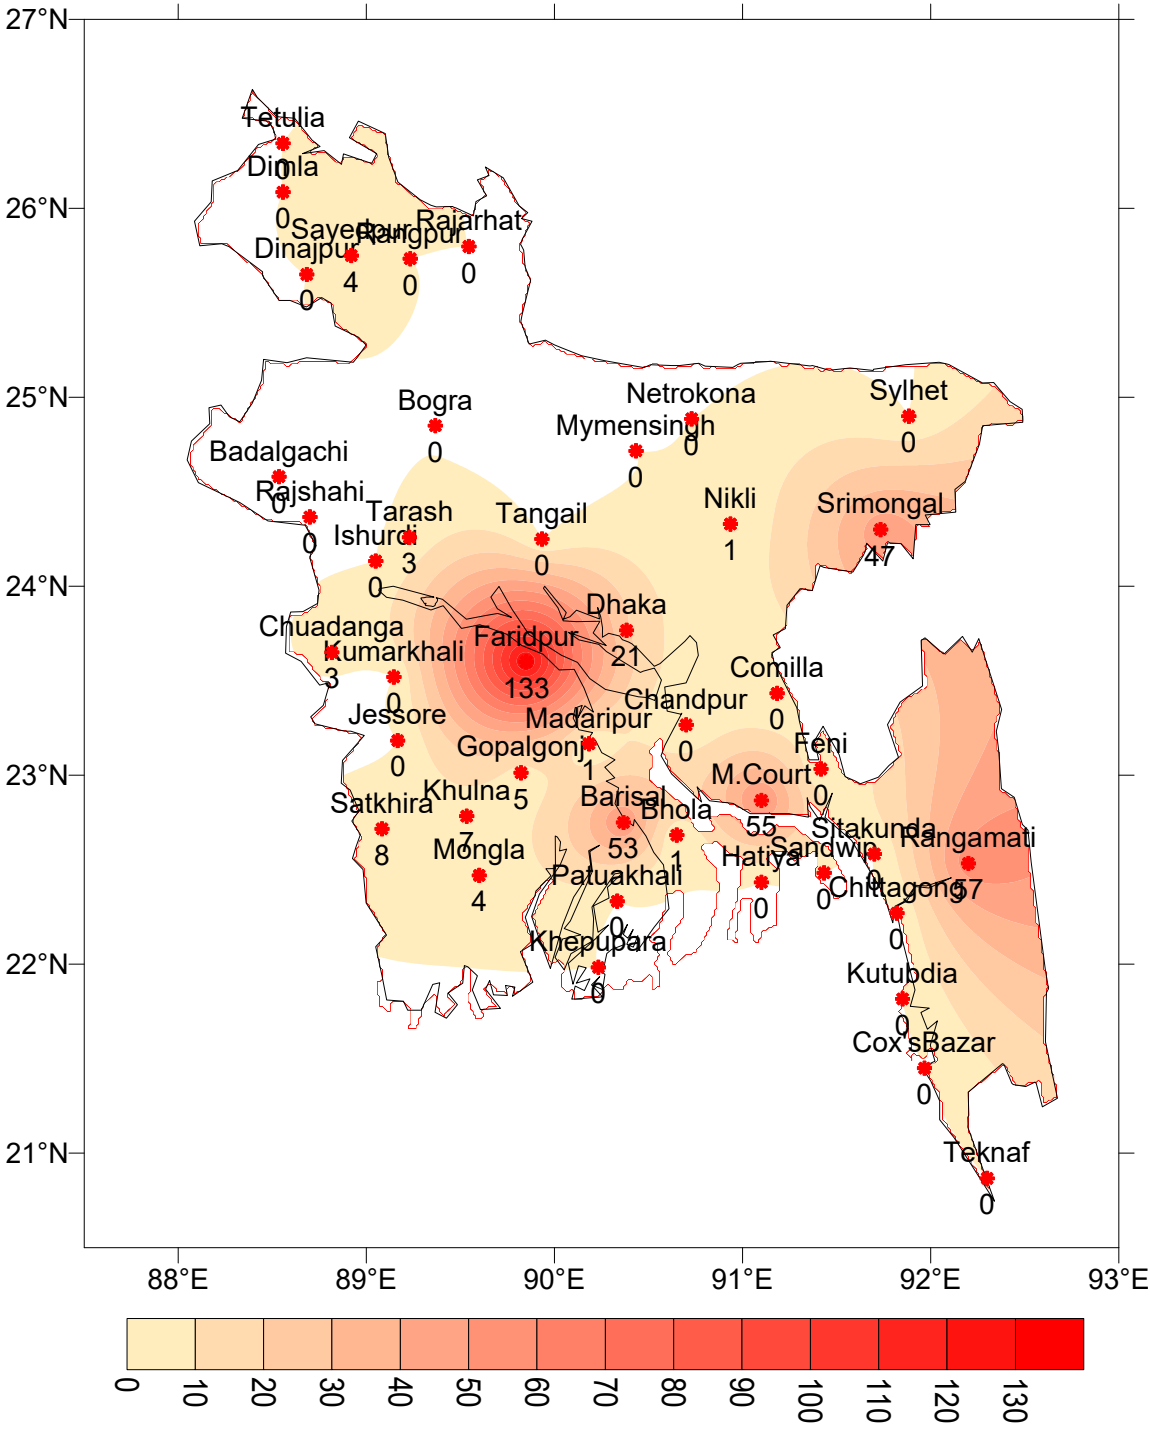 27°N
Tetulia
0
Dimla
26°N
0
Sayedpur
Rangpur
Rajarhat
Dinajpur
4
0
0
0
25°N
Netrokona
Sylhet
Bogra
Mymensingh
0
0
0
Badalgachi
0
Rajshahi
0
Nikli
Srimongal
Tarash
Tangail
Ishurdi
0
3
0
1
47
24°N
0
Dhaka
Chuadanga
Faridpur
21
Kumarkhali
3
133
Comilla
0
Chandpur
0
Jessore
Madaripur
Gopalgonj
0
0
1
Feni
23°N
M.Court
5
0
Khulna
Barisal
Satkhira
Bhola
55
Sitakunda
7
8
53
Rangamati
Mongla
1
Hatiya
Sandwip
0
4
Patuakhali
0
0
Chittagong
57
0
Khepupara
0
22°N
0
Kutubdia
0
Cox'sBazar
0
21°N
Teknaf
0
88°E 89°E 90°E 91°E 92°E 93°E
0 10 20 30 40 50 60 70 80 90 100 110 120 130